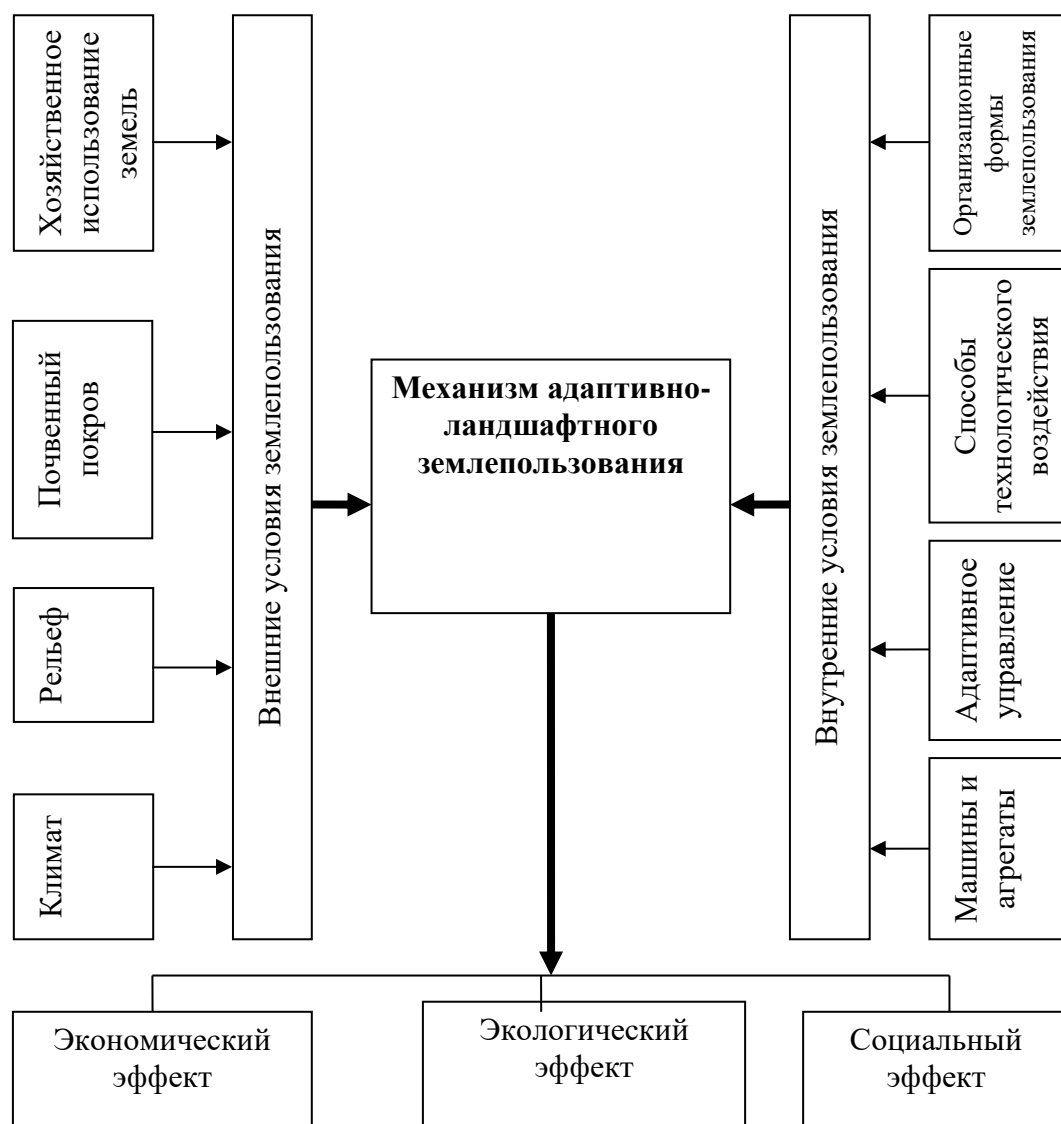 Хозяйственное
использование
земель
Почвенный
покров
Рельеф
Климат
Внешние условия землепользования
Механизм адаптивно-
ландшафтного
землепользования
Внутренние условия землепользования
Организационные
формы
землепользования
Способы
технологического
воздействия
Адаптивное
управление
Машины и
агрегаты
Экономический
эффект
Экологический
эффект
Социальный
эффект